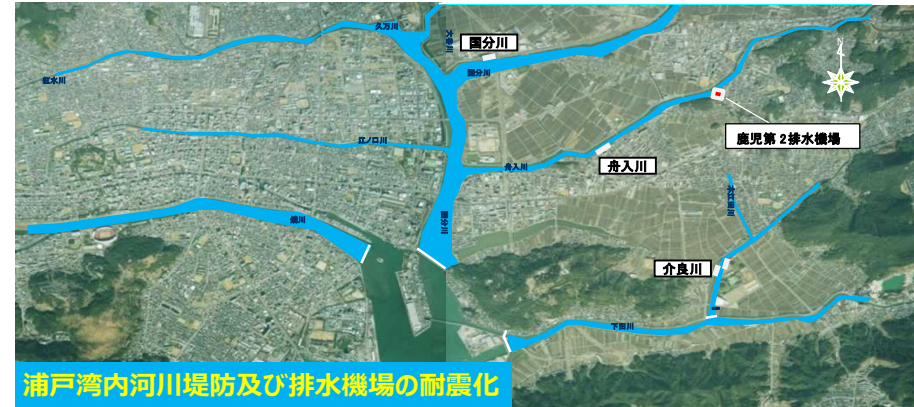 久万川
大谷川
国分川
国分川
紅水川
鹿児第2排水機場
江ノ口川
舟入川
舟入川
鏡川
国分川
介良川
下田川
浦戸湾内河川堤防及び排水機場の耐震化